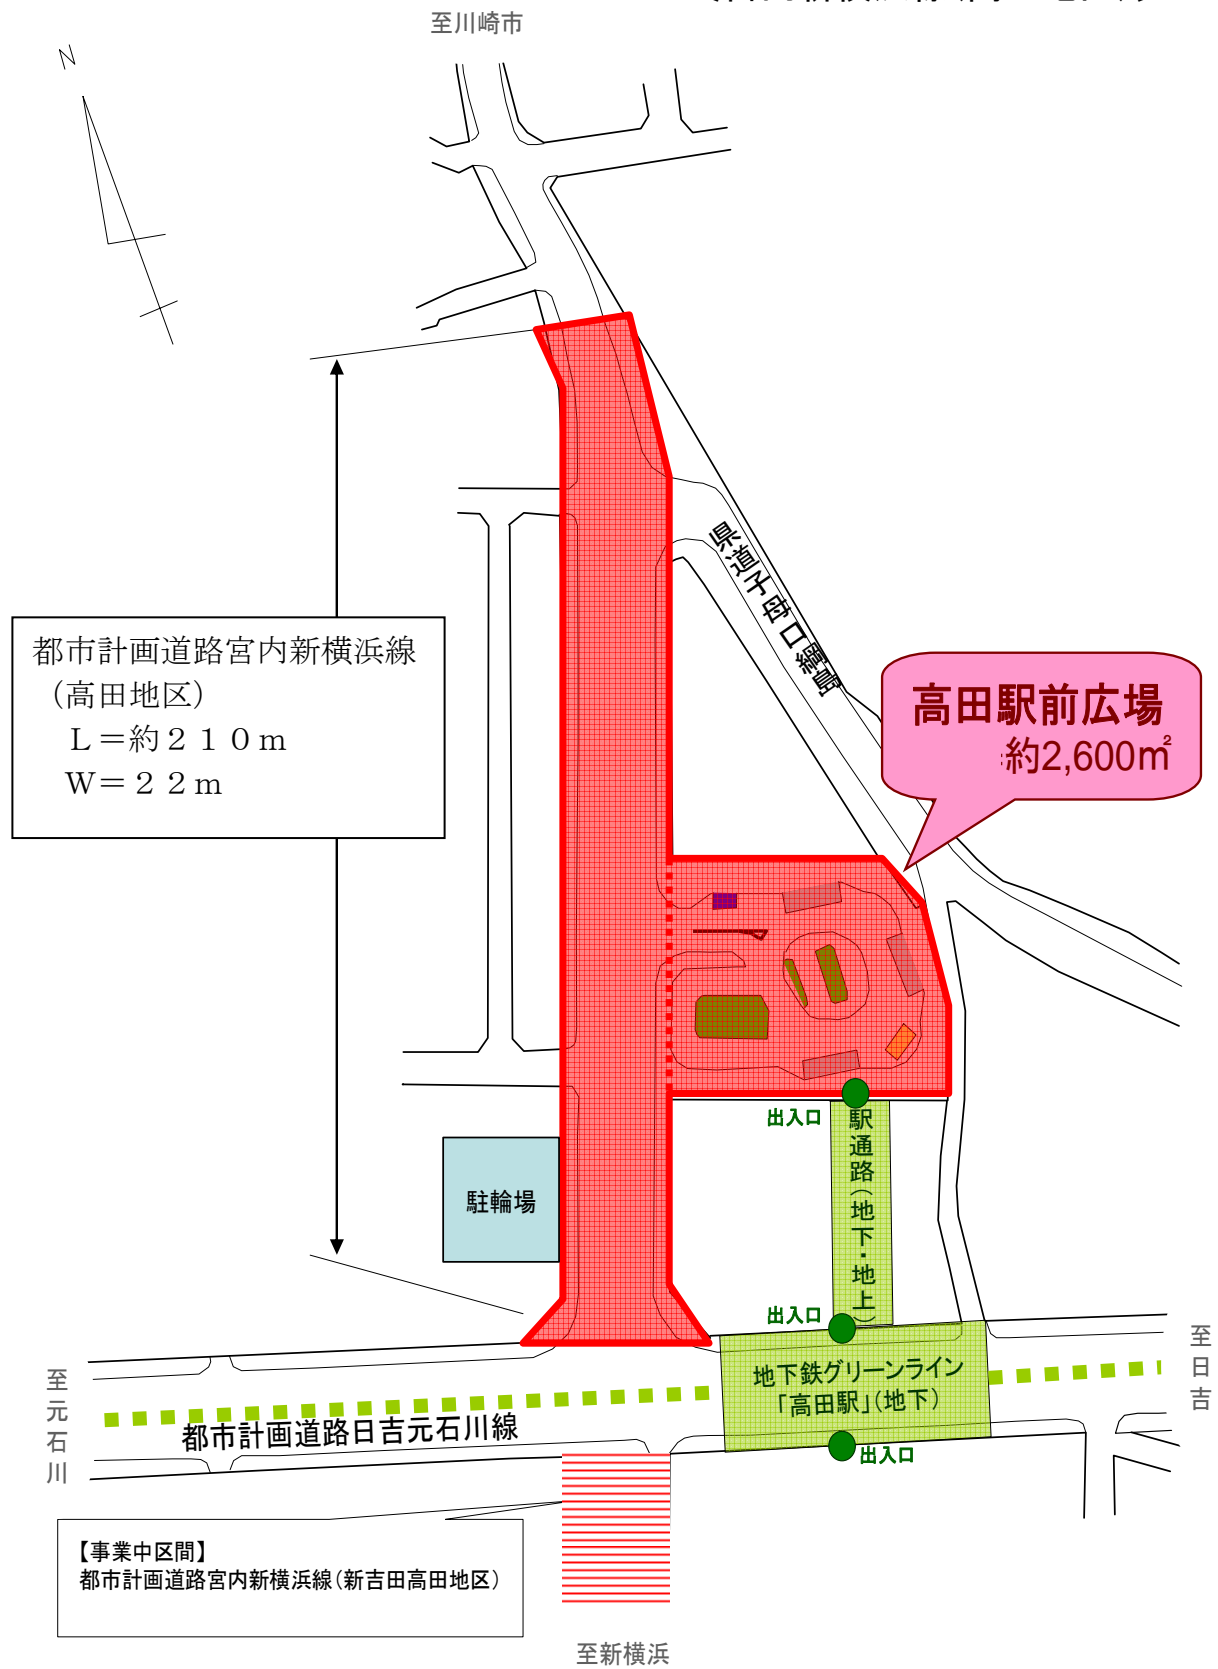 至川崎市
N
県道子母口綱島
都市計画道路宮内新横浜線
(高田地区)
L=約210m
W=22m
高田駅前広場
約2,600㎡
出入口
駅通路(地下・地上)
駐輪場
出入口
至日吉
地下鉄グリーンライン
「高田駅」(地下)
至元石川
都市計画道路日吉元石川線
出入口
【事業中区間】
都市計画道路宮内新横浜線(新吉田高田地区)
至新横浜